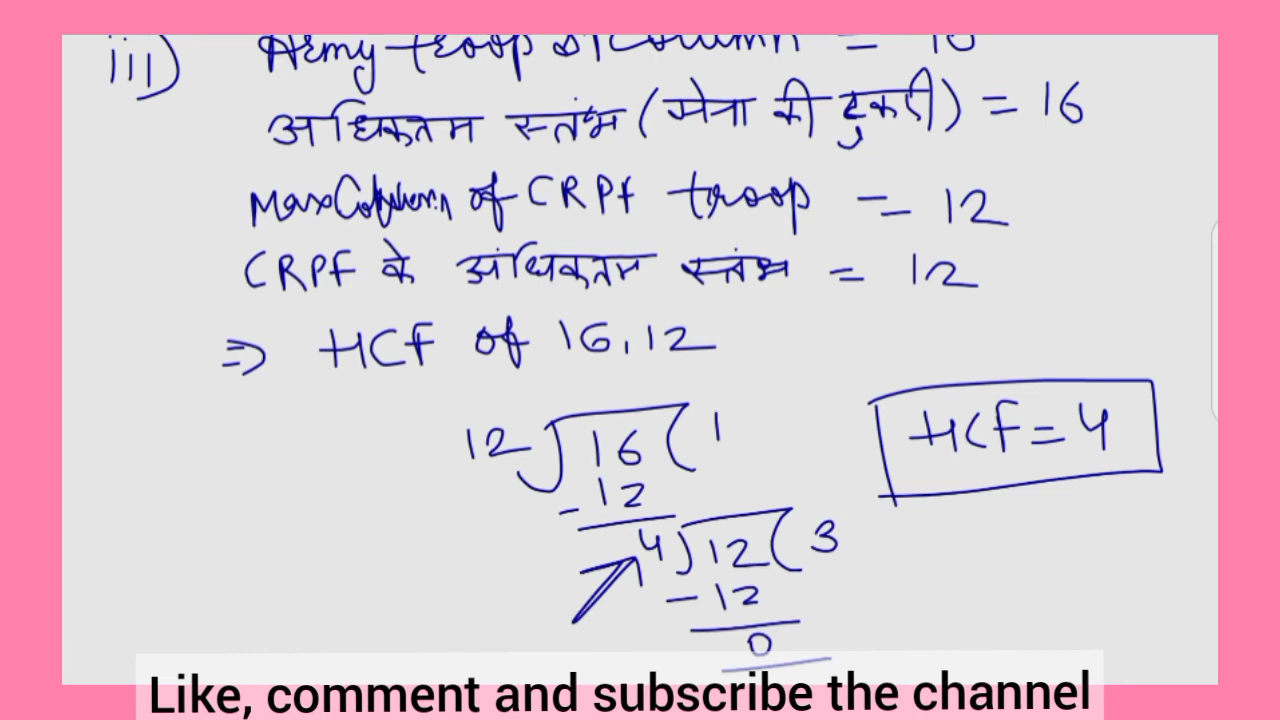 iii) Army troop of column = 16
अधिकतम स्तंभ (सेना की टुकडी) = 16
Max Column of CRPF troop = 12
CRPF के अधिकतम स्तंभ = 12
⇒ HCF of 16, 12
12 ) 16 ( 1
HCF = 4
- 12
4 ) 12 ( 3
- 12
0
Like, comment and subscribe the channel